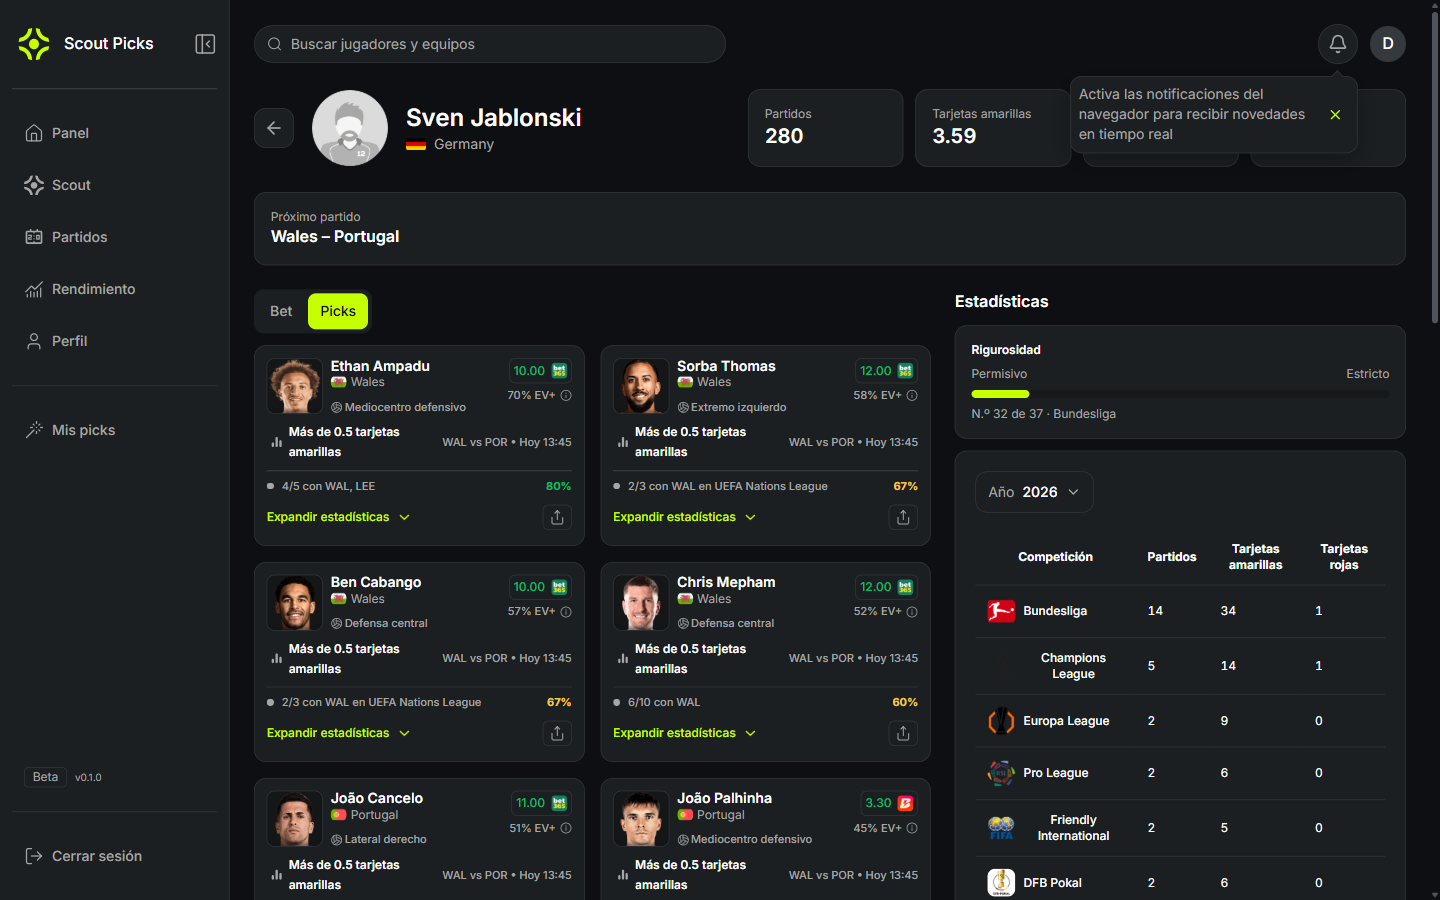 Scout Picks
Panel
Scout
Partidos
Rendimiento
Perfil
Mis picks
Beta v0.1.0
Cerrar sesión
Buscar jugadores y equipos
D
Activa las notificaciones del
navegador para recibir novedades
en tiempo real
Sven Jablonski
Germany
Partidos
280
Tarjetas amarillas
3.59
Próximo partido
Wales – Portugal
Bet Picks
Ethan Ampadu
Wales
Mediocentro defensivo
10.00 bet365
70% EV+
Más de 0.5 tarjetas
amarillas
WAL vs POR • Hoy 13:45
4/5 con WAL, LEE 80%
Expandir estadísticas
Sorba Thomas
Wales
Extremo izquierdo
12.00 bet365
58% EV+
Más de 0.5 tarjetas
amarillas
WAL vs POR • Hoy 13:45
2/3 con WAL en UEFA Nations League 67%
Expandir estadísticas
Ben Cabango
Wales
Defensa central
10.00 bet365
57% EV+
Más de 0.5 tarjetas
amarillas
WAL vs POR • Hoy 13:45
2/3 con WAL en UEFA Nations League 67%
Expandir estadísticas
Chris Mepham
Wales
Defensa central
12.00 bet365
52% EV+
Más de 0.5 tarjetas
amarillas
WAL vs POR • Hoy 13:45
6/10 con WAL 60%
Expandir estadísticas
João Cancelo
Portugal
Lateral derecho
11.00 bet365
51% EV+
Más de 0.5 tarjetas
amarillas
WAL vs POR • Hoy 13:45
João Palhinha
Portugal
Mediocentro defensivo
3.30
45% EV+
Más de 0.5 tarjetas
amarillas
WAL vs POR • Hoy 13:45
Estadísticas
Rigurosidad
Permisivo Estricto
N.º 32 de 37 · Bundesliga
Año 2026
Competición Partidos Tarjetas amarillas Tarjetas rojas
Bundesliga 14 34 1
Champions League 5 14 1
Europa League 2 9 0
Pro League 2 6 0
FIFA Friendly International 2 5 0
DFB Pokal 2 6 0